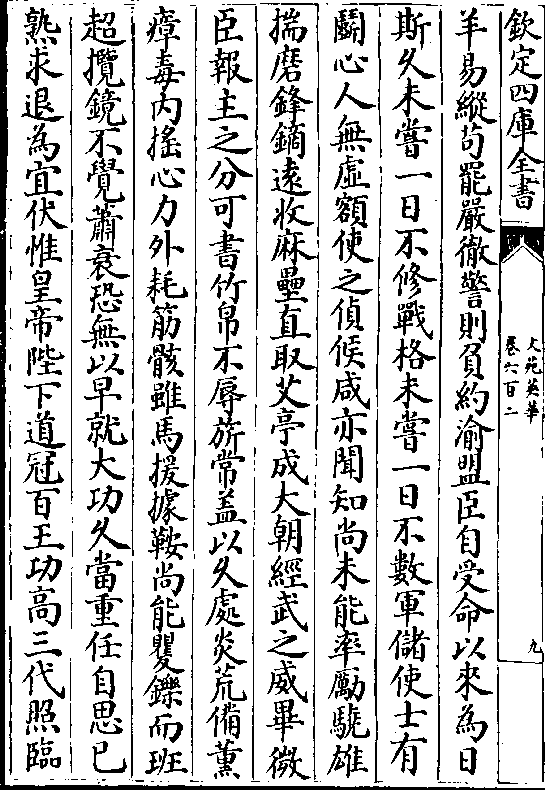 欽定四庫全書
文苑英華
卷六百二
九
羊易縱苟罷嚴徹警則負約渝盟臣自受命以來為日
斯久未嘗一日不修戰格未嘗一日不數軍儲使士有
鬬心人無虛額使之偵候咸亦聞知尚未能率勵驍雄
揣磨鋒鏑遠收麻壘直取艾亭成大朝經武之威畢微
臣報主之分可書竹帛不辱旂常盖以久處炎荒備薰
瘴毒内搖心力外耗筋骸雖馬援據鞍尚能矍鑠而班
超攬鏡不覺蕭衰恐無以早就大功久當重任自思已
熟求退為宜伏惟皇帝陛下道冠百王功高三代照臨